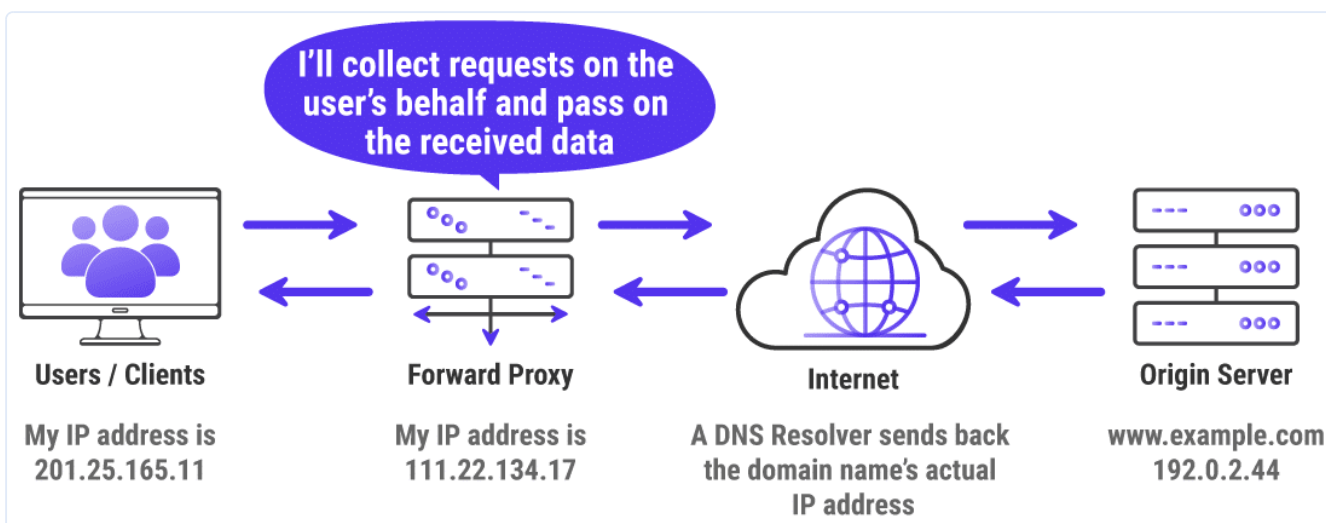 I’ll collect requests on the
user’s behalf and pass on
the received data
Users / Clients
My IP address is
201.25.165.11
Forward Proxy
My IP address is
111.22.134.17
Internet
A DNS Resolver sends back
the domain name’s actual
IP address
Origin Server
www.example.com
192.0.2.44